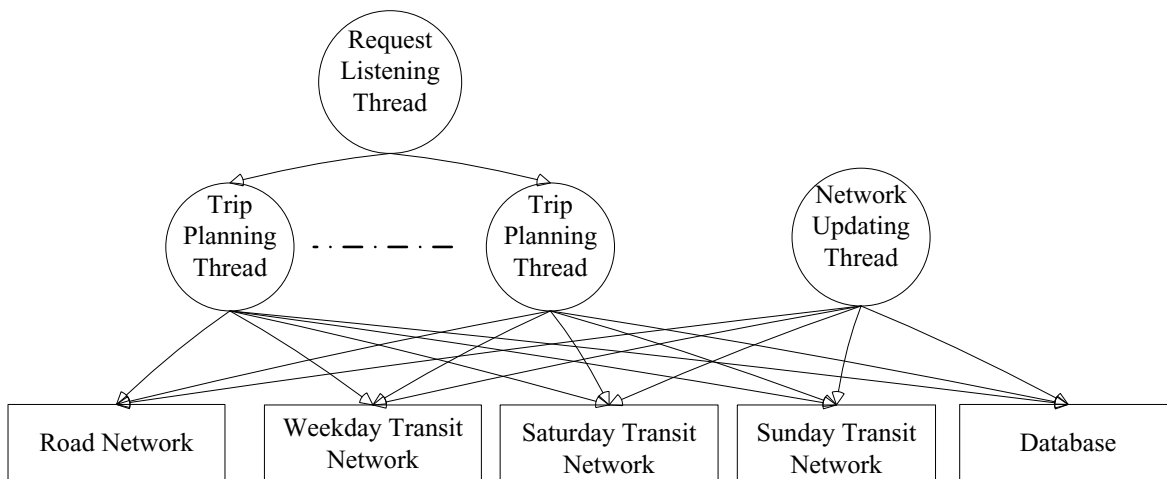 Request
Listening
Thread
Trip
Planning
Thread
Trip
Planning
Thread
Network
Updating
Thread
Road Network
Weekday Transit
Network
Saturday Transit
Network
Sunday Transit
Network
Database